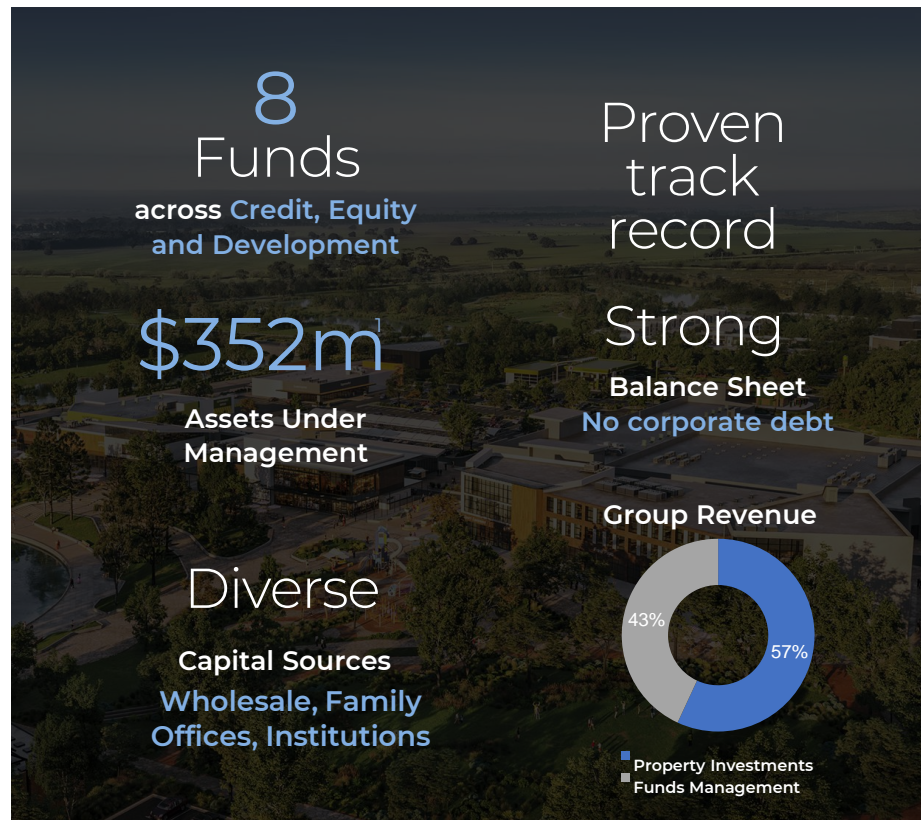 8
Funds
across Credit, Equity
and Development
$352m1
Assets Under
Management
Diverse
Capital Sources
Wholesale, Family
Offices, Institutions
Proven
track
record
Strong
Balance Sheet
No corporate debt
Group Revenue
43%
57%
Property Investments
Funds Management